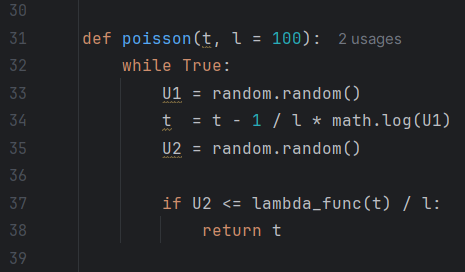 30
31 def poisson(t, l = 100): 2 usages
32 while True:
33 U1 = random.random()
34 t = t - 1 / l * math.log(U1)
35 U2 = random.random()
36
37 if U2 <= lambda_func(t) / l:
38 return t
39